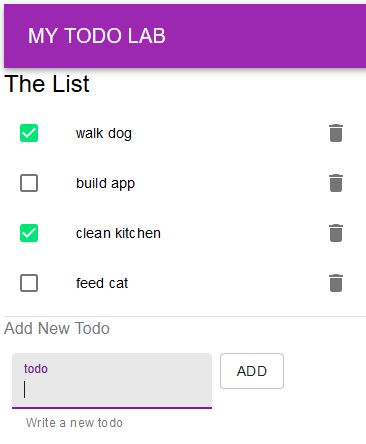 MY TODO LAB
The List
walk dog
build app
clean kitchen
feed cat
Add New Todo
todo
ADD
Write a new todo